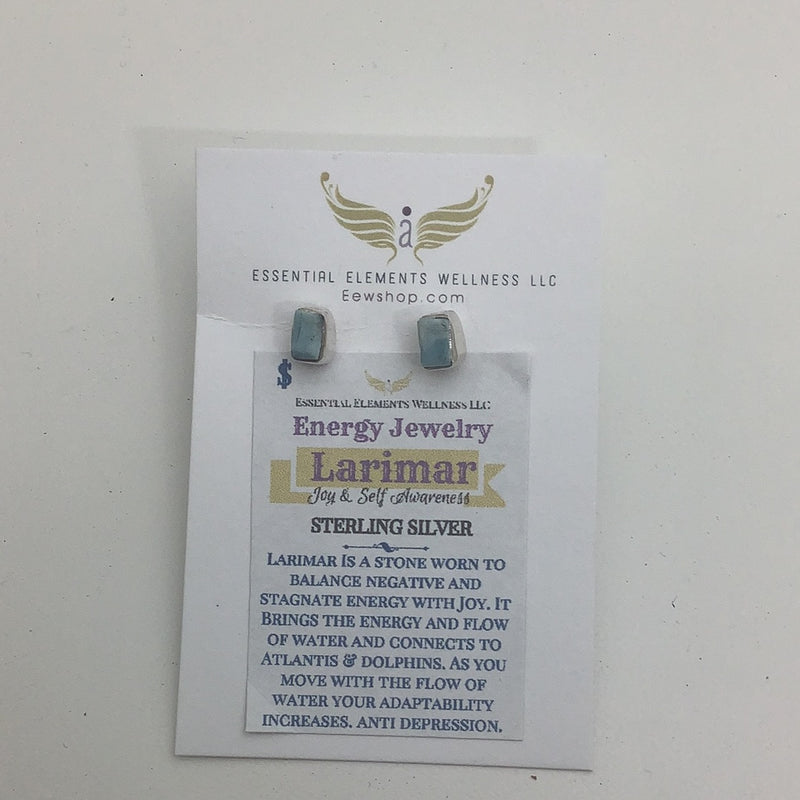 a
ESSENTIAL ELEMENTS WELLNESS LLC
Eewshop.com
$
ESSENTIAL ELEMENTS WELLNESS LLC
Energy Jewelry
Larimar
Joy & Self Awareness
STERLING SILVER
LARIMAR IS A STONE WORN TO
BALANCE NEGATIVE AND
STAGNATE ENERGY WITH JOY. IT
BRINGS THE ENERGY AND FLOW
OF WATER AND CONNECTS TO
ATLANTIS & DOLPHINS. AS YOU
MOVE WITH THE FLOW OF
WATER YOUR ADAPTABILITY
INCREASES. ANTI DEPRESSION.